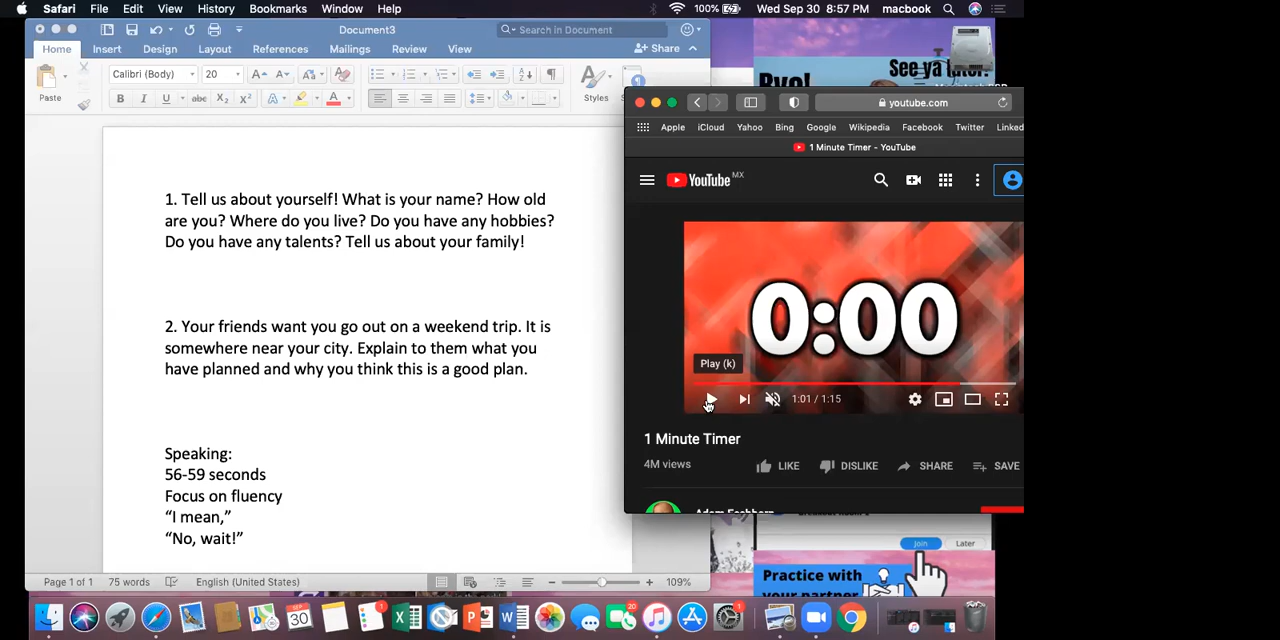 Safari File Edit View History Bookmarks Window Help 100% Wed Sep 30 8:57 PM macbook
Document3
Search in Document
Home Insert Design Layout References Mailings Review View Share
Paste
Calibri (Body) 20
Styles
B I U abc X₂ X²
1. Tell us about yourself! What is your name? How old
are you? Where do you live? Do you have any hobbies?
Do you have any talents? Tell us about your family!
2. Your friends want you go out on a weekend trip. It is
somewhere near your city. Explain to them what you
have planned and why you think this is a good plan.
Speaking:
56-59 seconds
Focus on fluency
“I mean,”
“No, wait!”
Page 1 of 1 75 words English (United States) 109%
See ya later!
youtube.com
Apple iCloud Yahoo Bing Google Wikipedia Facebook Twitter Linked
1 Minute Timer - YouTube
YouTube MX
0:00
Play (k)
1:01 / 1:15
1 Minute Timer
4M views
LIKE DISLIKE SHARE SAVE
Join Later
Practice with
your partner
30